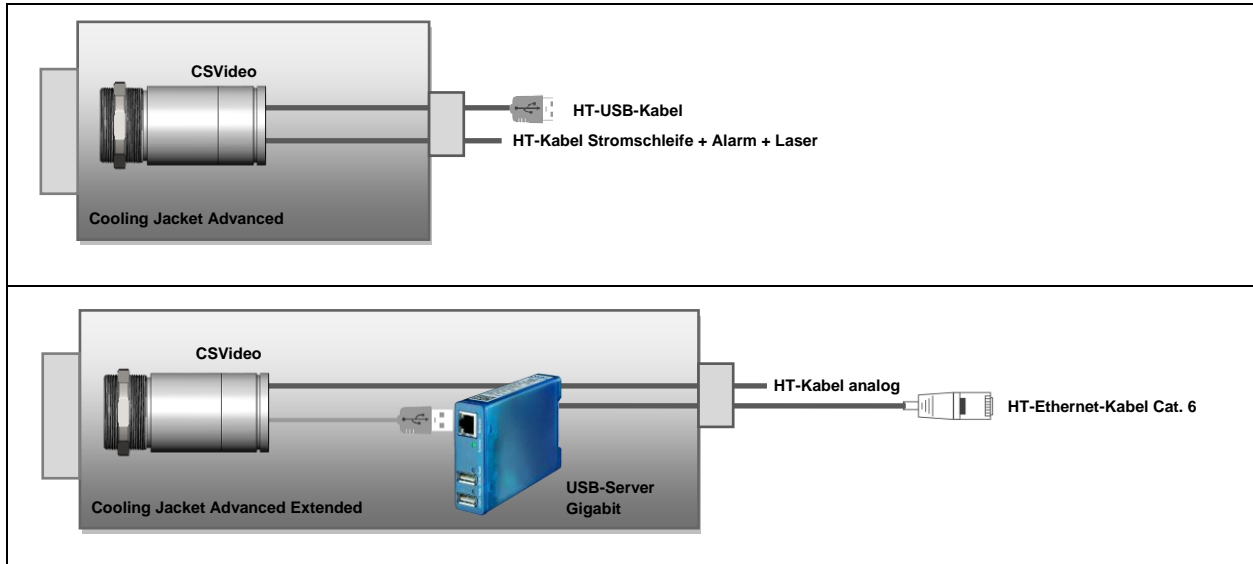 CSVideo
HT-USB-Kabel
HT-Kabel Stromschleife + Alarm + Laser
Cooling Jacket Advanced
CSVideo
HT-Kabel analog
HT-Ethernet-Kabel Cat. 6
USB-Server
Gigabit
Cooling Jacket Advanced Extended